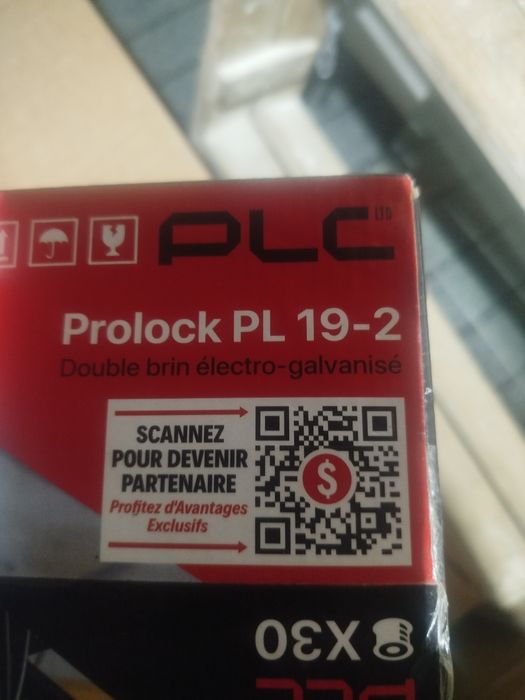 PLC LTD
Prolock PL 19-2
Double brin électro-galvanisé
SCANNEZ
POUR DEVENIR
PARTENAIRE
Profitez d'Avantages
Exclusifs
$
X30